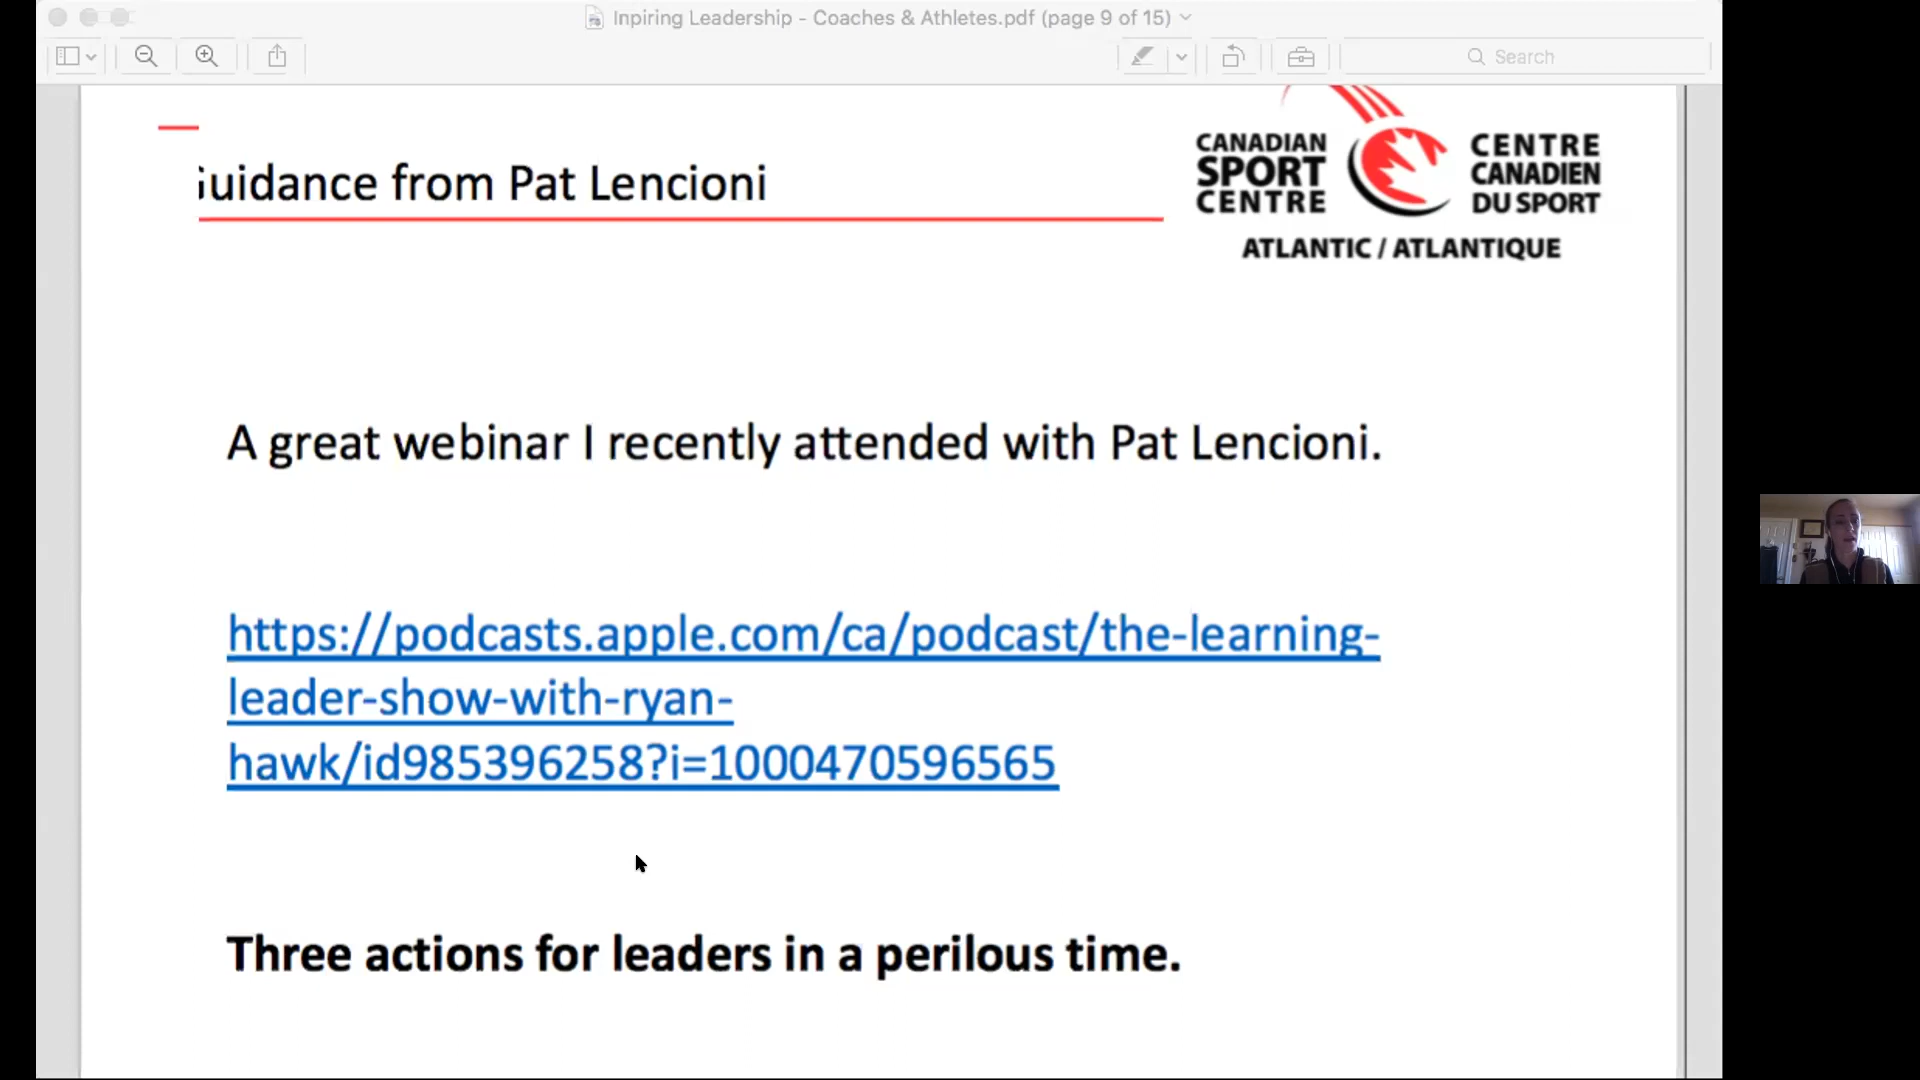 Inpiring Leadership - Coaches & Athletes.pdf (page 9 of 15)
Search
CANADIAN SPORT CENTRE
CENTRE CANADIEN DU SPORT
ATLANTIC / ATLANTIQUE
Guidance from Pat Lencioni
A great webinar I recently attended with Pat Lencioni.
https://podcasts.apple.com/ca/podcast/the-learning-
leader-show-with-ryan-
hawk/id985396258?i=1000470596565
Three actions for leaders in a perilous time.